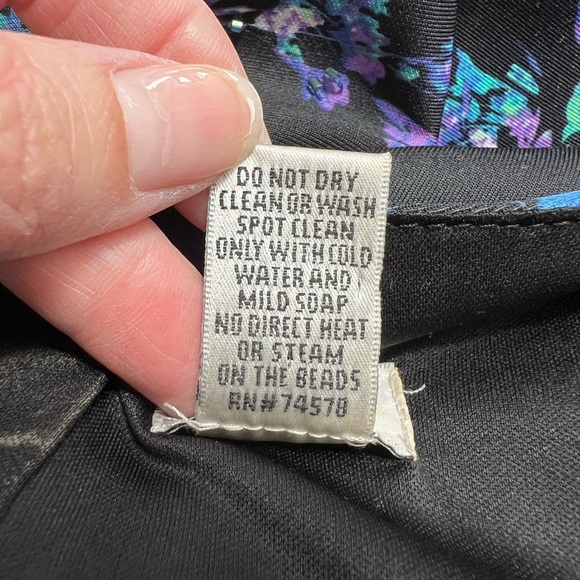 DO NOT DRY
CLEAN OR WASH
SPOT CLEAN
ONLY WITH COLD
WATER AND
MILD SOAP
NO DIRECT HEAT
OR STEAM
ON THE BEADS
RN#74578